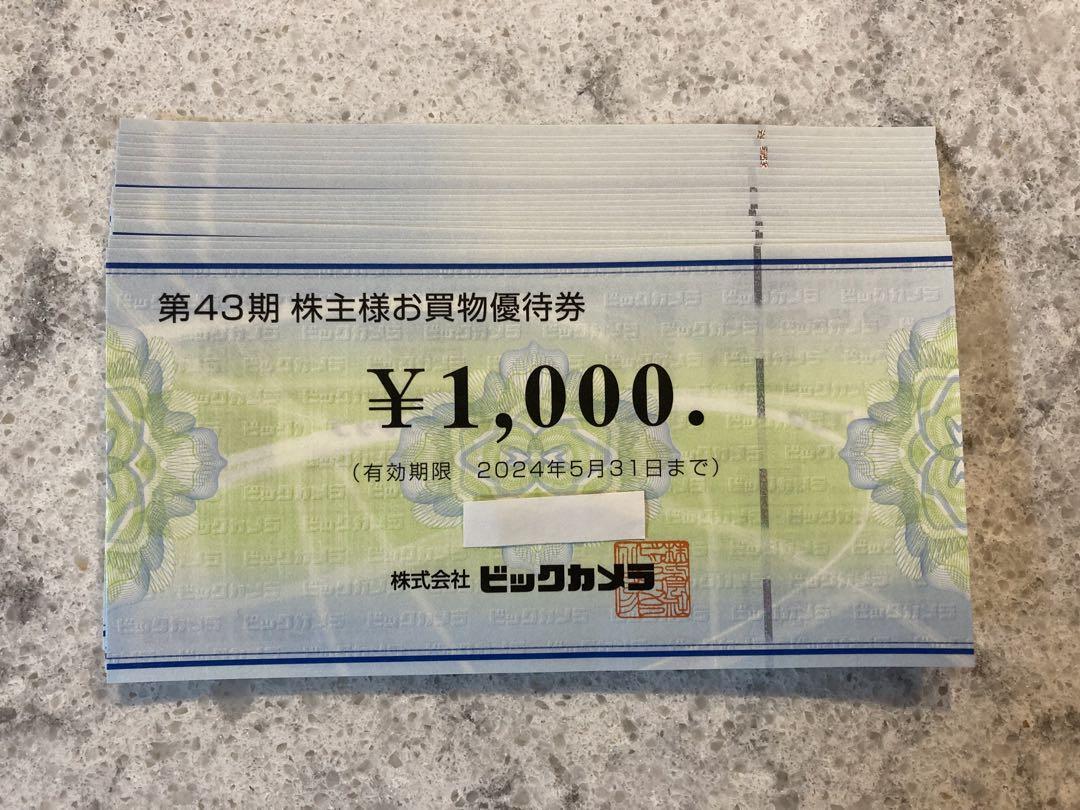 第43期 株主様お買物優待券
¥1,000.
(有効期限 2024年5月31日まで)
株式会社 ビックカメラ